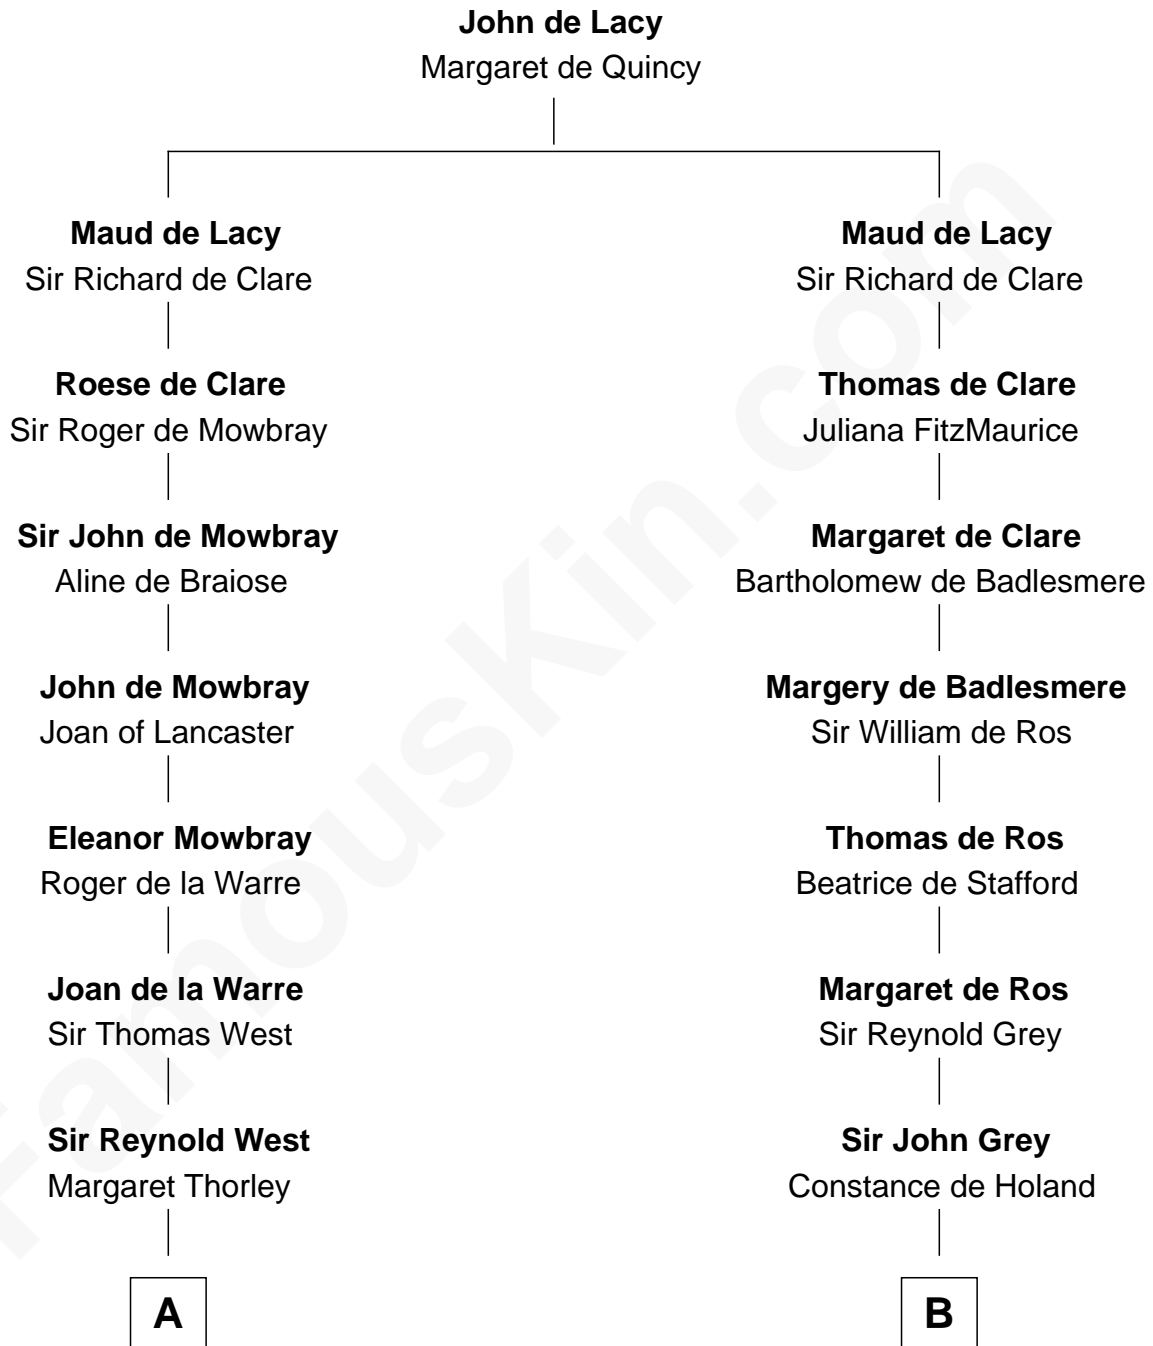 John de Lacy
Margaret de Quincy
Maud de Lacy
Sir Richard de Clare
Roese de Clare
Sir Roger de Mowbray
Sir John de Mowbray
Aline de Braiose
John de Mowbray
Joan of Lancaster
Eleanor Mowbray
Roger de la Warre
Joan de la Warre
Sir Thomas West
Sir Reynold West
Margaret Thorley
A
Maud de Lacy
Sir Richard de Clare
Thomas de Clare
Juliana FitzMaurice
Margaret de Clare
Bartholomew de Badlesmere
Margery de Badlesmere
Sir William de Ros
Thomas de Ros
Beatrice de Stafford
Margaret de Ros
Sir Reynold Grey
Sir John Grey
Constance de Holand
B
FamousKin.com